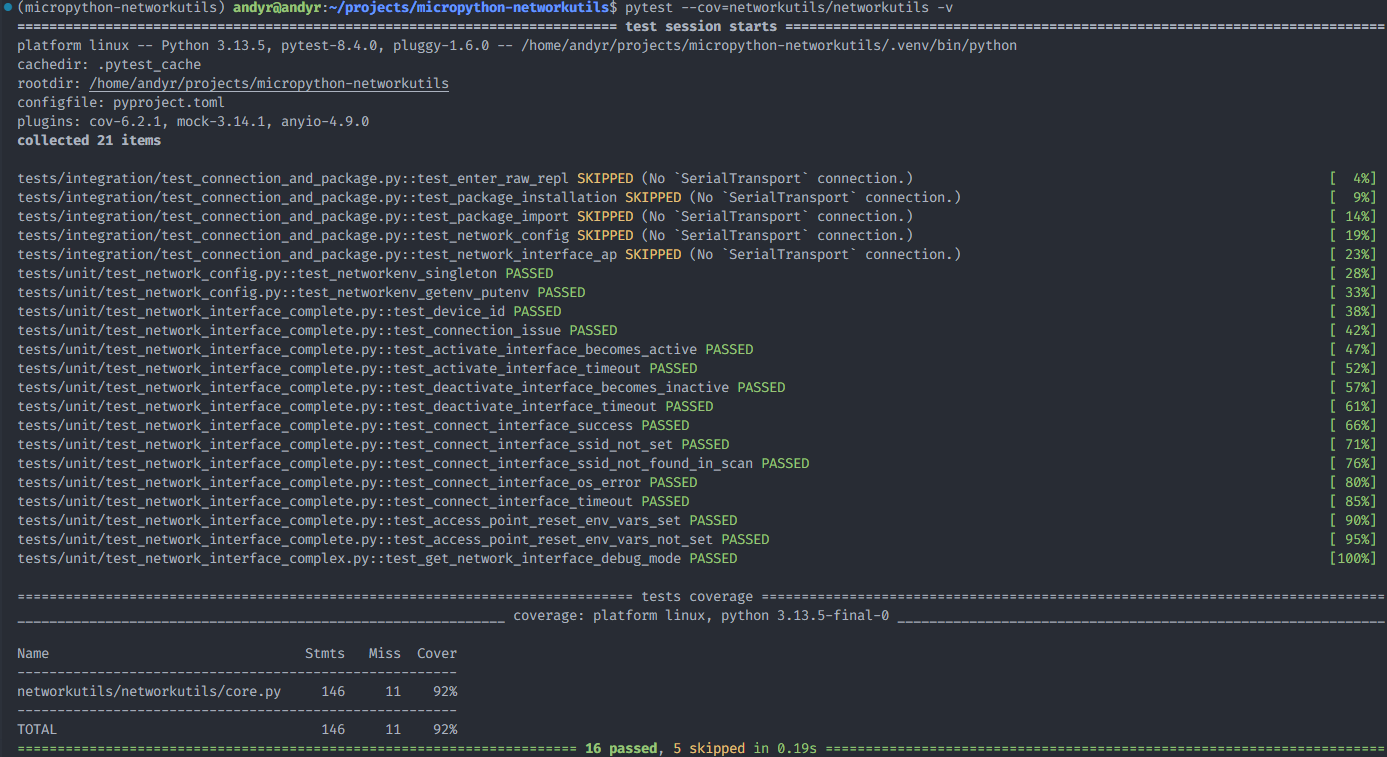 (micropython-networkutils) andyr@andyr:~/projects/micropython-networkutils$ pytest --cov=networkutils/networkutils -v
=========================================================================== test session starts ===========================================================================
platform linux -- Python 3.13.5, pytest-8.4.0, pluggy-1.6.0 -- /home/andyr/projects/micropython-networkutils/.venv/bin/python
cachedir: .pytest_cache
rootdir: /home/andyr/projects/micropython-networkutils
configfile: pyproject.toml
plugins: cov-6.2.1, mock-3.14.1, anyio-4.9.0
collected 21 items
tests/integration/test_connection_and_package.py::test_enter_raw_repl SKIPPED (No `SerialTransport` connection.) [  4%]
tests/integration/test_connection_and_package.py::test_package_installation SKIPPED (No `SerialTransport` connection.) [  9%]
tests/integration/test_connection_and_package.py::test_package_import SKIPPED (No `SerialTransport` connection.) [ 14%]
tests/integration/test_connection_and_package.py::test_network_config SKIPPED (No `SerialTransport` connection.) [ 19%]
tests/integration/test_connection_and_package.py::test_network_interface_ap SKIPPED (No `SerialTransport` connection.) [ 23%]
tests/unit/test_network_config.py::test_networkenv_singleton PASSED [ 28%]
tests/unit/test_network_config.py::test_networkenv_getenv_putenv PASSED [ 33%]
tests/unit/test_network_interface_complete.py::test_device_id PASSED [ 38%]
tests/unit/test_network_interface_complete.py::test_connection_issue PASSED [ 42%]
tests/unit/test_network_interface_complete.py::test_activate_interface_becomes_active PASSED [ 47%]
tests/unit/test_network_interface_complete.py::test_activate_interface_timeout PASSED [ 52%]
tests/unit/test_network_interface_complete.py::test_deactivate_interface_becomes_inactive PASSED [ 57%]
tests/unit/test_network_interface_complete.py::test_deactivate_interface_timeout PASSED [ 61%]
tests/unit/test_network_interface_complete.py::test_connect_interface_success PASSED [ 66%]
tests/unit/test_network_interface_complete.py::test_connect_interface_ssid_not_set PASSED [ 71%]
tests/unit/test_network_interface_complete.py::test_connect_interface_ssid_not_found_in_scan PASSED [ 76%]
tests/unit/test_network_interface_complete.py::test_connect_interface_os_error PASSED [ 80%]
tests/unit/test_network_interface_complete.py::test_connect_interface_timeout PASSED [ 85%]
tests/unit/test_network_interface_complete.py::test_access_point_reset_env_vars_set PASSED [ 90%]
tests/unit/test_network_interface_complete.py::test_access_point_reset_env_vars_not_set PASSED [ 95%]
tests/unit/test_network_interface_complex.py::test_get_network_interface_debug_mode PASSED [100%]
============================================================================= tests coverage ==============================================================================
_____________________________________________________________ coverage: platform linux, python 3.13.5-final-0 _____________________________________________________________
Name Stmts Miss Cover
-------------------------------------------------------
networkutils/networkutils/core.py 146 11 92%
-------------------------------------------------------
TOTAL 146 11 92%
====================================================================== 16 passed, 5 skipped in 0.19s ======================================================================